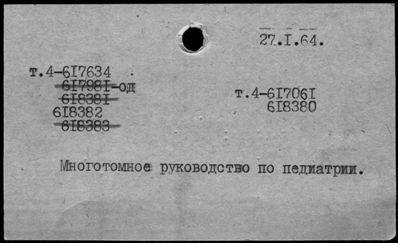 27.I.64.
т.4-617634
617981-од
618381
618382
618383
т.4-617061
618380
Многотомное руководство по педиатрии.